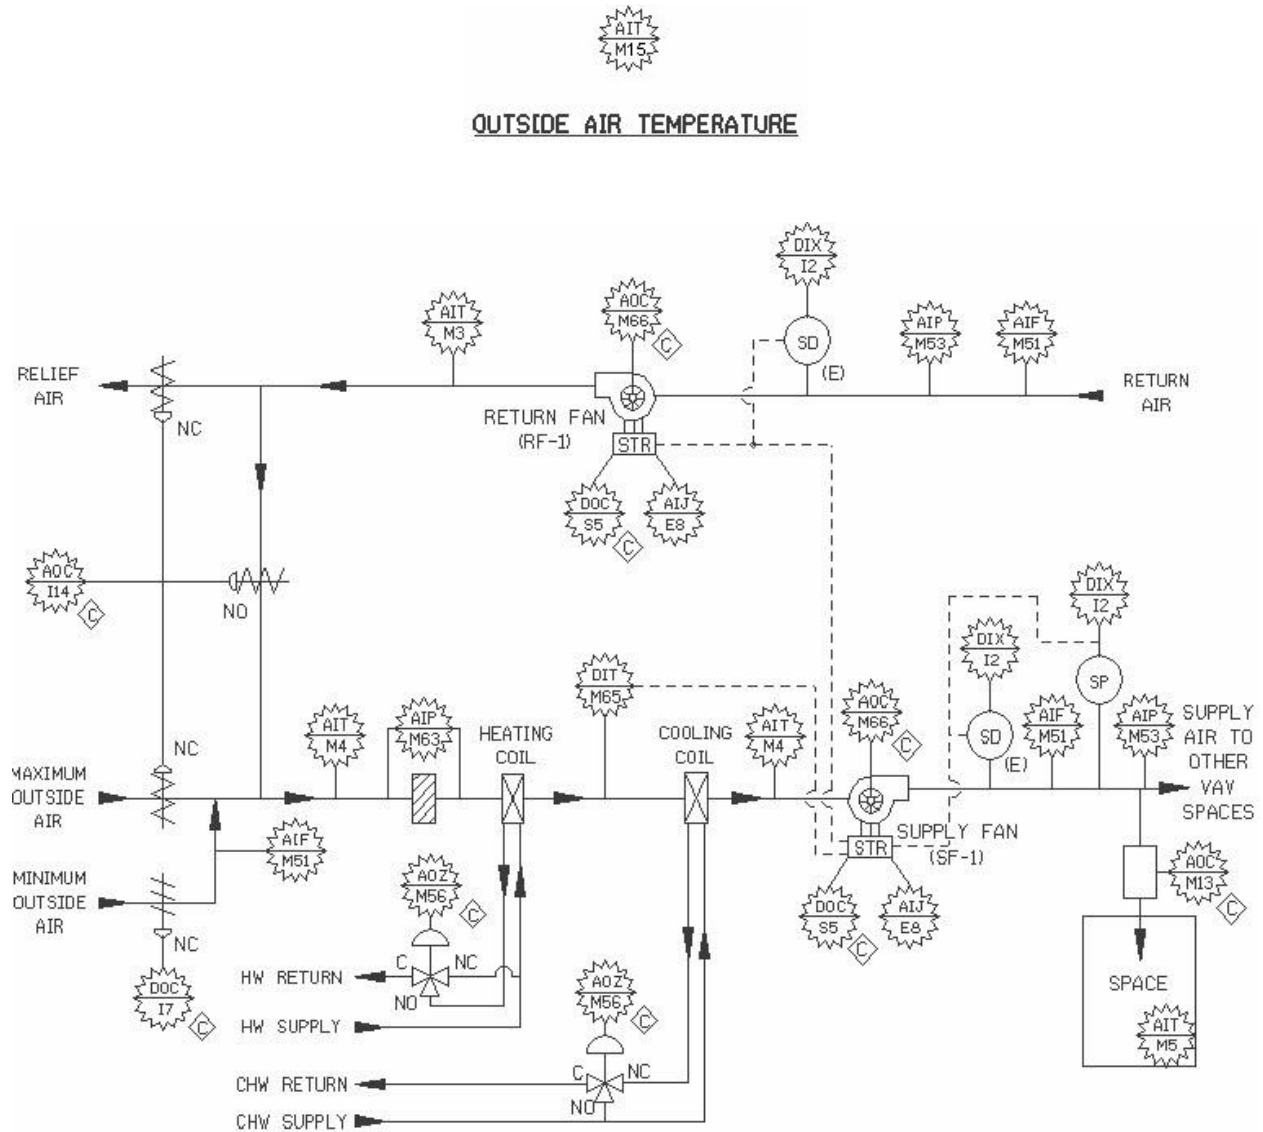 AIT
M15
OUTSIDE AIR TEMPERATURE
DIX
I2
AIT
M3
AOC
M66
C
SD
(E)
AIP
M53
AIF
M51
RELIEF
AIR
NC
RETURN FAN
(RF-1)
STR
RETURN
AIR
DOC
S5
C
AIJ
E8
AOC
I14
C
NO
DIX
I2
DIX
I2
DIT
M65
SP
AIT
M4
AIP
M63
HEATING
COIL
COOLING
COIL
AIT
M4
AOC
M66
C
SD
(E)
AIF
M51
AIP
M53
SUPPLY
AIR TO
OTHER
VAV
SPACES
NC
MAXIMUM
OUTSIDE
AIR
AIF
M51
SUPPLY FAN
(SF-1)
STR
MINIMUM
OUTSIDE
AIR
NC
AOZ
M56
C
DOC
S5
C
AIJ
E8
AOC
M13
C
DOC
I7
C
HW RETURN
C
NC
NO
HW SUPPLY
AOZ
M56
C
SPACE
AIT
M5
CHW RETURN
C
NC
NO
CHW SUPPLY